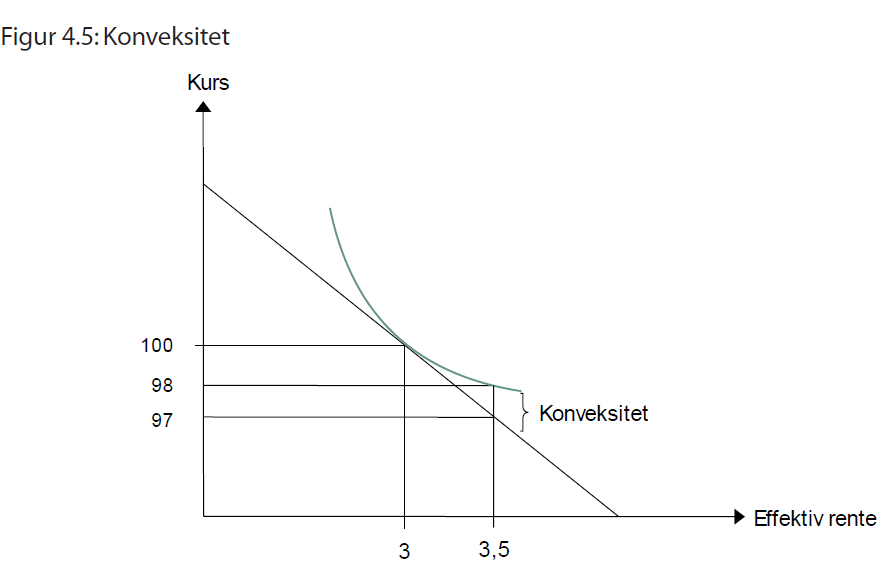 Figur 4.5: Konveksitet
Kurs
100
98
97
Konveksitet
Effektiv rente
3
3,5